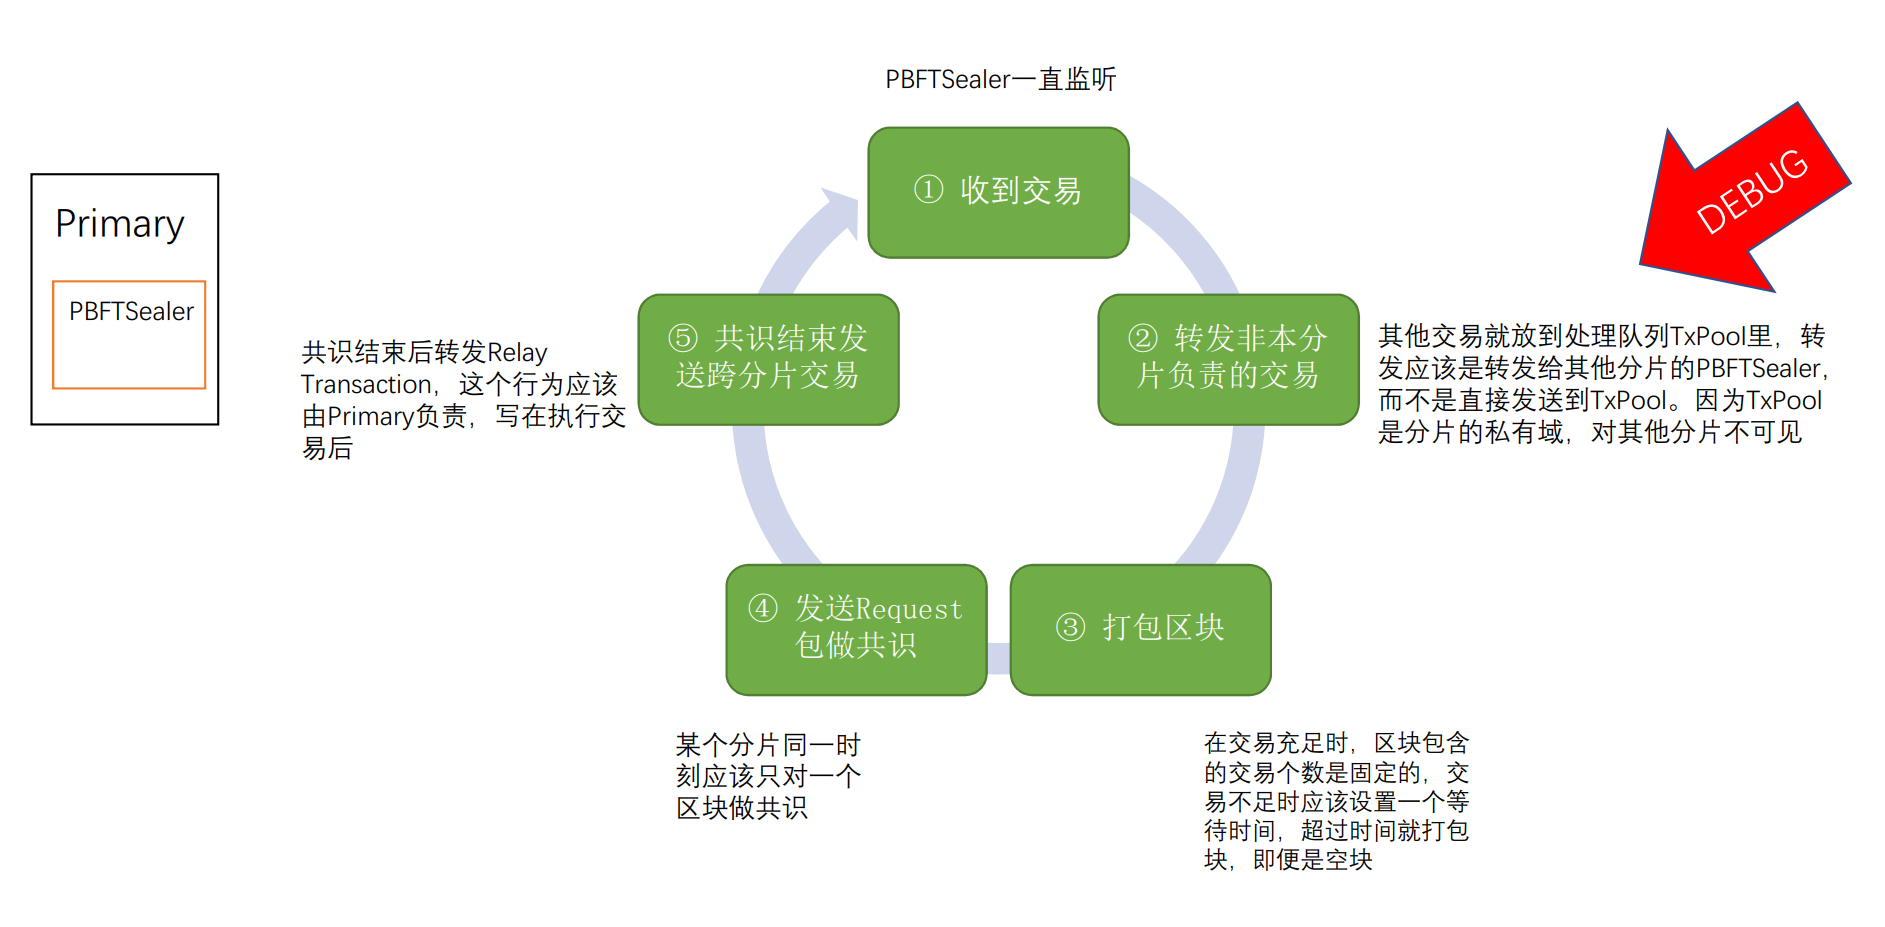 PBFTSealer一直监听
① 收到交易
DEBUG
Primary
PBFTSealer
② 转发非本分
片负责的交易
其他交易就放到处理队列TxPool里，转
发应该是转发给其他分片的PBFTSealer，
而不是直接发送到TxPool。因为TxPool
是分片的私有域，对其他分片不可见
③ 打包区块
在交易充足时，区块包含
的交易个数是固定的，交
易不足时应该设置一个等
待时间，超过时间就打包
块，即便是空块
④ 发送Request
包做共识
某个分片同一时
刻应该只对一个
区块做共识
⑤ 共识结束发
送跨分片交易
共识结束后转发Relay
Transaction，这个行为应该
由Primary负责，写在执行交
易后